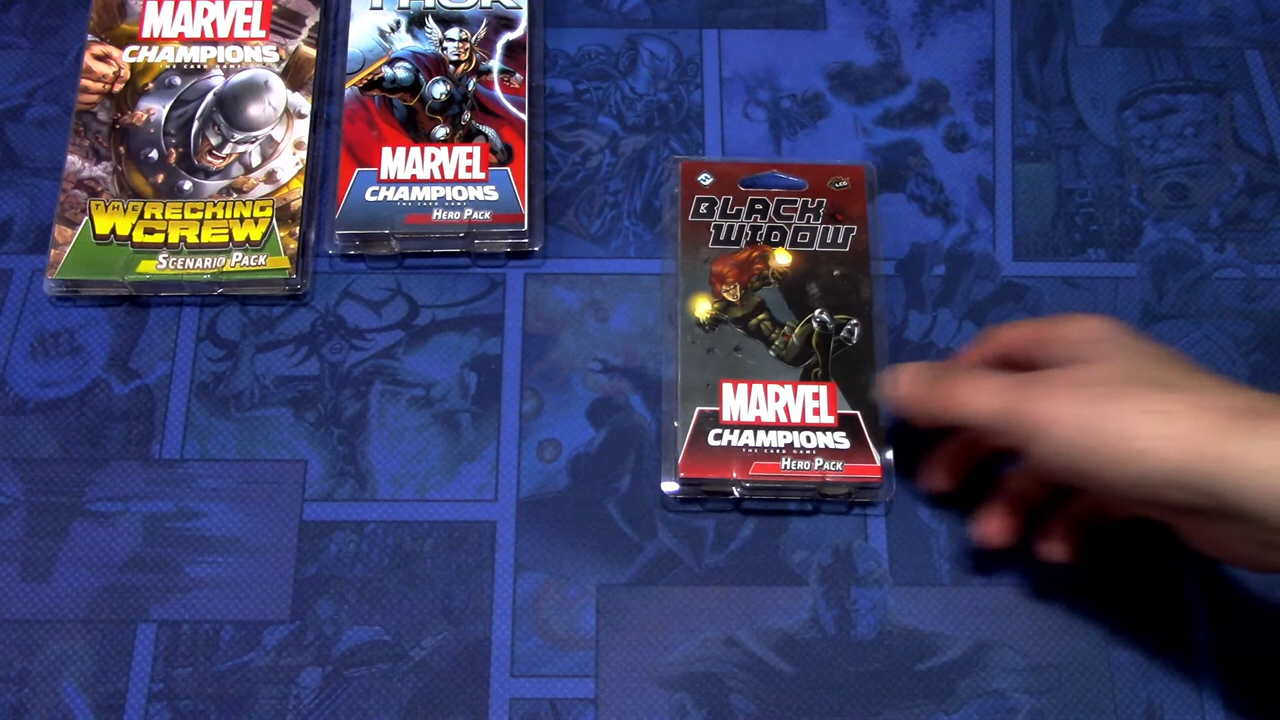 MARVEL
CHAMPIONS
THE CARD GAME
WRECKING
CREW
SCENARIO PACK
THOR
MARVEL
CHAMPIONS
THE CARD GAME
HERO PACK
LCG
BLACK
WIDOW
MARVEL
CHAMPIONS
THE CARD GAME
HERO PACK